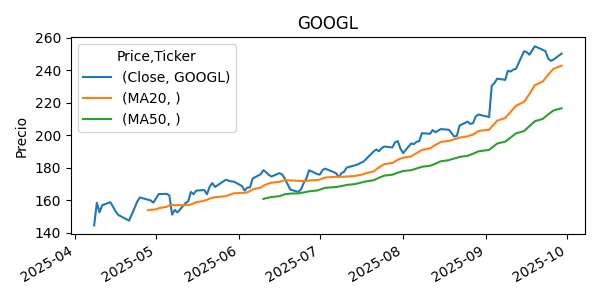 GOOGL
Price,Ticker
(Close, GOOGL)
(MA20, )
(MA50, )
Precio
260
240
220
200
180
160
140
2025-04
2025-05
2025-06
2025-07
2025-08
2025-09
2025-10